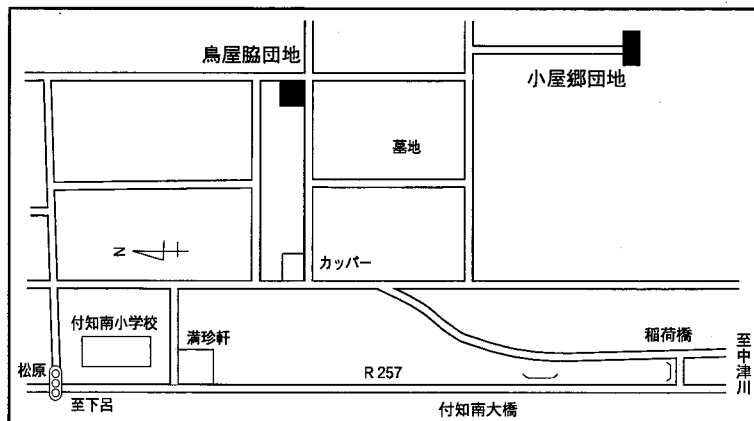 鳥屋脇団地
小屋郷団地
墓地
N
カッパー
付知南小学校
満珍軒
稲荷橋
至中津川
松原
R 257
至下呂
付知南大橋